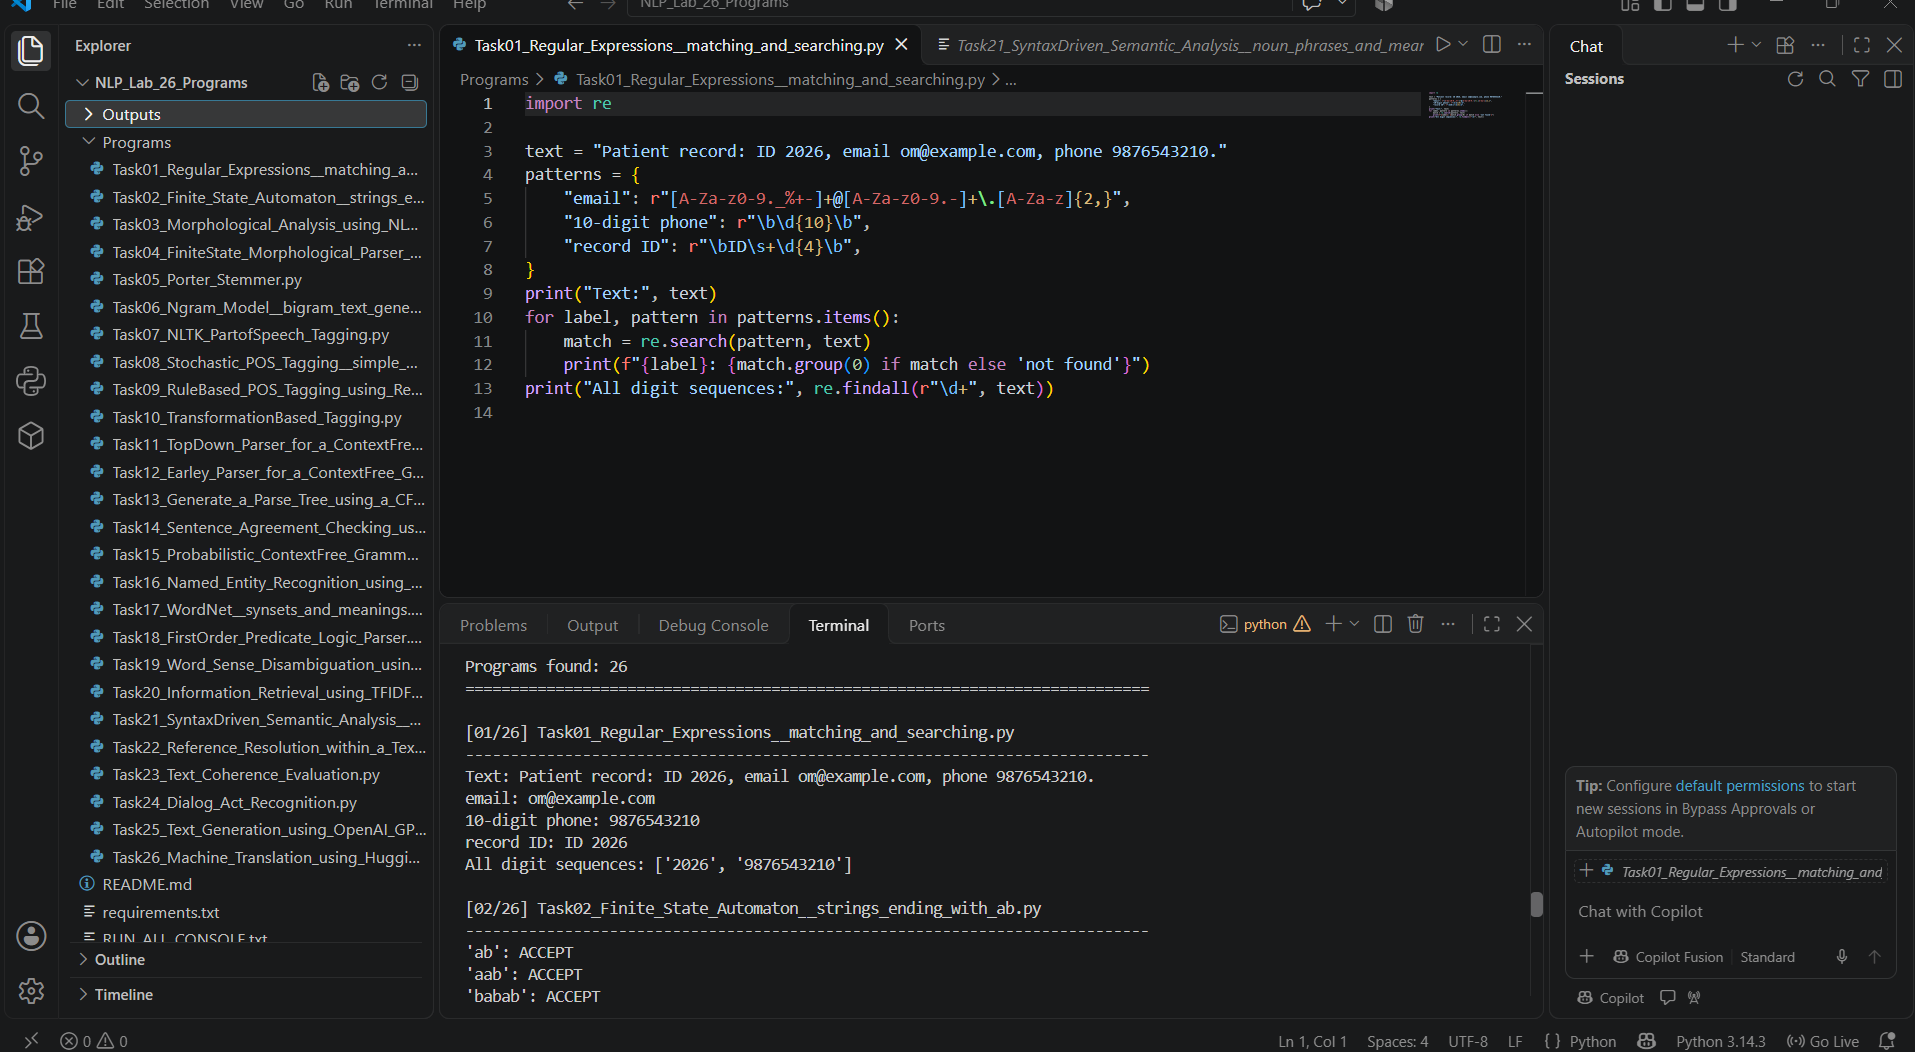 File Edit Selection View Go Run Terminal Help
NLP_Lab_26_Programs
Explorer
NLP_Lab_26_Programs
Outputs
Programs
Task01_Regular_Expressions__matching_a...
Task02_Finite_State_Automaton__strings_e...
Task03_Morphological_Analysis_using_NL...
Task04_FiniteState_Morphological_Parser_...
Task05_Porter_Stemmer.py
Task06_Ngram_Model__bigram_text_gene...
Task07_NLTK_PartofSpeech_Tagging.py
Task08_Stochastic_POS_Tagging__simple_...
Task09_RuleBased_POS_Tagging_using_Re...
Task10_TransformationBased_Tagging.py
Task11_TopDown_Parser_for_a_ContextFre...
Task12_Earley_Parser_for_a_ContextFree_G...
Task13_Generate_a_Parse_Tree_using_a_CF...
Task14_Sentence_Agreement_Checking_us...
Task15_Probabilistic_ContextFree_Gramm...
Task16_Named_Entity_Recognition_using_...
Task17_WordNet__synsets_and_meanings....
Task18_FirstOrder_Predicate_Logic_Parser....
Task19_Word_Sense_Disambiguation_usin...
Task20_Information_Retrieval_using_TFIDF...
Task21_SyntaxDriven_Semantic_Analysis__...
Task22_Reference_Resolution_within_a_Tex...
Task23_Text_Coherence_Evaluation.py
Task24_Dialog_Act_Recognition.py
Task25_Text_Generation_using_OpenAI_GP...
Task26_Machine_Translation_using_Huggi...
README.md
requirements.txt
RUN_ALL_CONSOLE.txt
Outline
Timeline
Task01_Regular_Expressions__matching_and_searching.py
Task21_SyntaxDriven_Semantic_Analysis__noun_phrases_and_mear
Programs > Task01_Regular_Expressions__matching_and_searching.py > ...
1 import re
2
3 text = "Patient record: ID 2026, email om@example.com, phone 9876543210."
4 patterns = {
5     "email": r"[A-Za-z0-9._%+-]+@[A-Za-z0-9.-]+\.[A-Za-z]{2,}",
6     "10-digit phone": r"\b\d{10}\b",
7     "record ID": r"\bID\s+\d{4}\b",
8 }
9 print("Text:", text)
10 for label, pattern in patterns.items():
11     match = re.search(pattern, text)
12     print(f"{label}: {match.group(0) if match else 'not found'}")
13 print("All digit sequences:", re.findall(r"\d+", text))
14
Problems Output Debug Console Terminal Ports
python
Programs found: 26
============================================================================
[01/26] Task01_Regular_Expressions__matching_and_searching.py
----------------------------------------------------------------------------
Text: Patient record: ID 2026, email om@example.com, phone 9876543210.
email: om@example.com
10-digit phone: 9876543210
record ID: ID 2026
All digit sequences: ['2026', '9876543210']
[02/26] Task02_Finite_State_Automaton__strings_ending_with_ab.py
----------------------------------------------------------------------------
'ab': ACCEPT
'aab': ACCEPT
'babab': ACCEPT
Chat
Sessions
Tip: Configure default permissions to start
new sessions in Bypass Approvals or
Autopilot mode.
Task01_Regular_Expressions__matching_and
Chat with Copilot
Copilot Fusion Standard
Copilot
0 0
Ln 1, Col 1 Spaces: 4 UTF-8 LF { } Python Python 3.14.3 Go Live